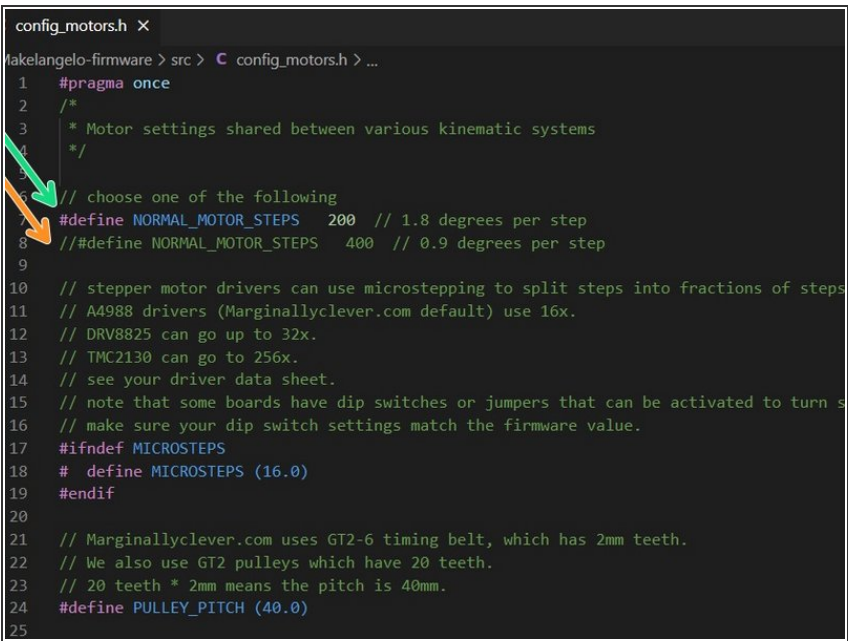 config_motors.h ×
Makelangelo-firmware > src > C config_motors.h > ...
1 #pragma once
2 /*
3 * Motor settings shared between various kinematic systems
4 */
5
6 // choose one of the following
7 #define NORMAL_MOTOR_STEPS 200 // 1.8 degrees per step
8 //#define NORMAL_MOTOR_STEPS 400 // 0.9 degrees per step
9
10 // stepper motor drivers can use microstepping to split steps into fractions of steps
11 // A4988 drivers (Marginallyclever.com default) use 16x.
12 // DRV8825 can go up to 32x.
13 // TMC2130 can go to 256x.
14 // see your driver data sheet.
15 // note that some boards have dip switches or jumpers that can be activated to turn s
16 // make sure your dip switch settings match the firmware value.
17 #ifndef MICROSTEPS
18 # define MICROSTEPS (16.0)
19 #endif
20
21 // Marginallyclever.com uses GT2-6 timing belt, which has 2mm teeth.
22 // We also use GT2 pulleys which have 20 teeth.
23 // 20 teeth * 2mm means the pitch is 40mm.
24 #define PULLEY_PITCH (40.0)
25